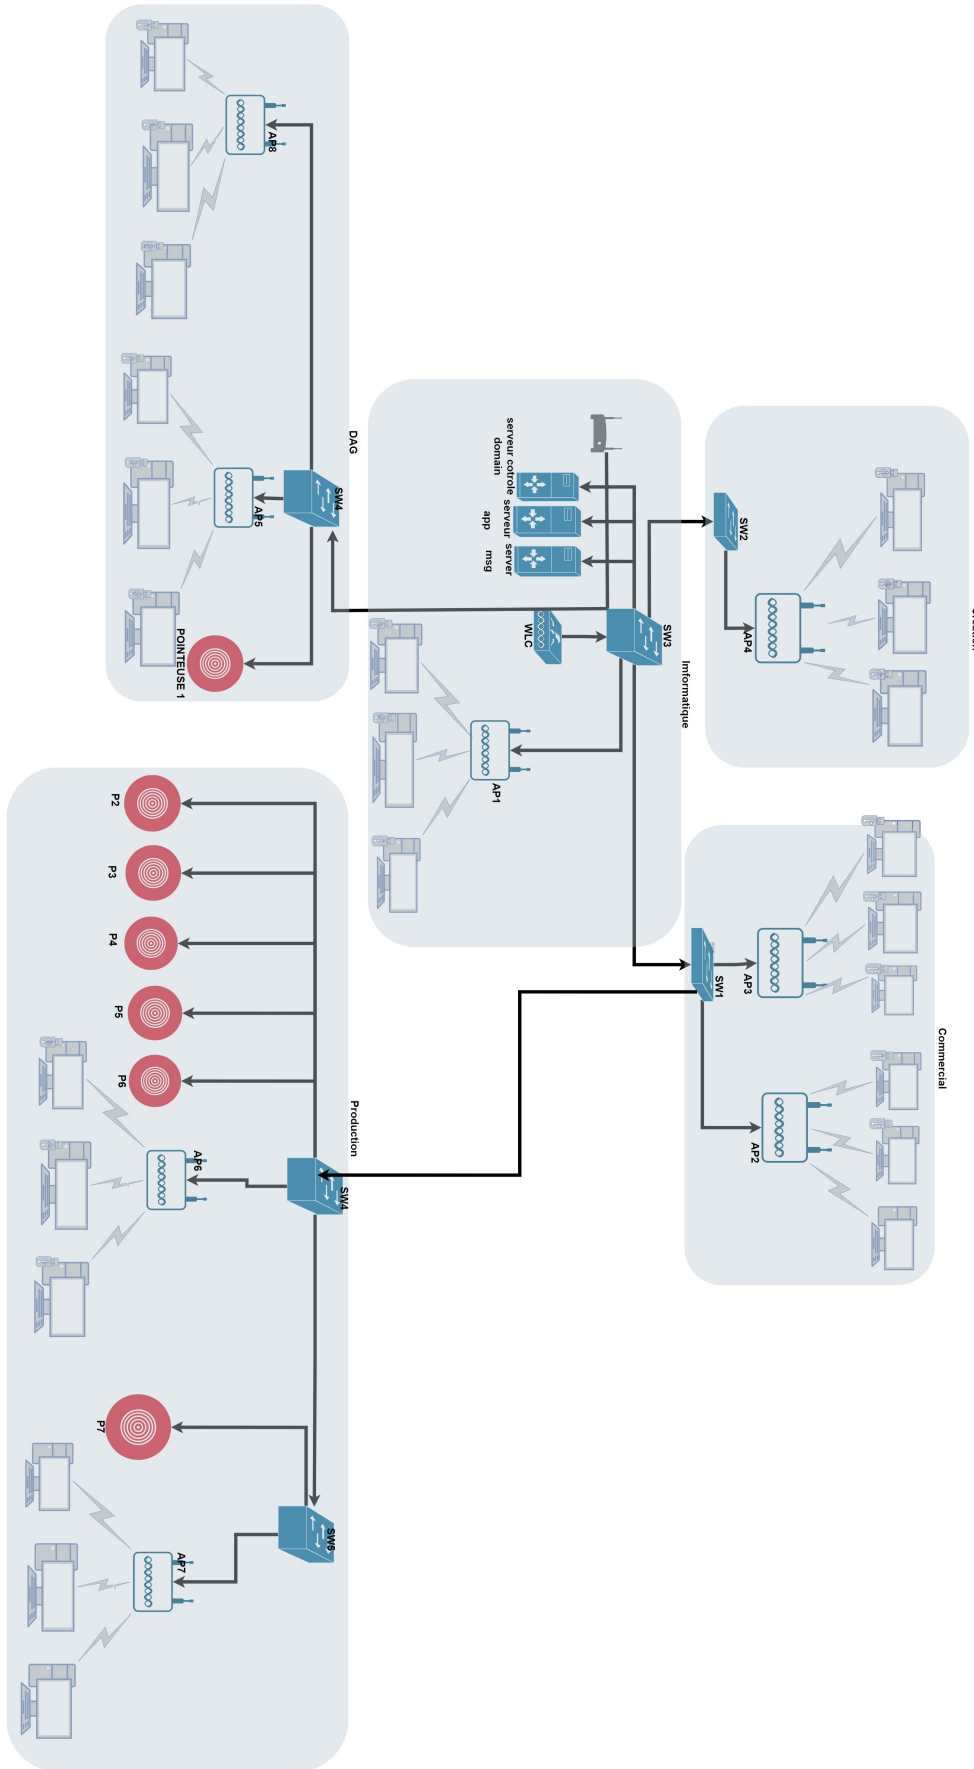 Commercial
AP4
AP3
AP2
SW2
SW1
Imformatique
SW3
WLC
serveur cotrole
domain
serveur
app
server
msg
AP1
DAG
SW4
AP8
AP5
POINTEUSE 1
Production
SW4
SW5
AP6
AP7
P2
P3
P4
P5
P6
P7